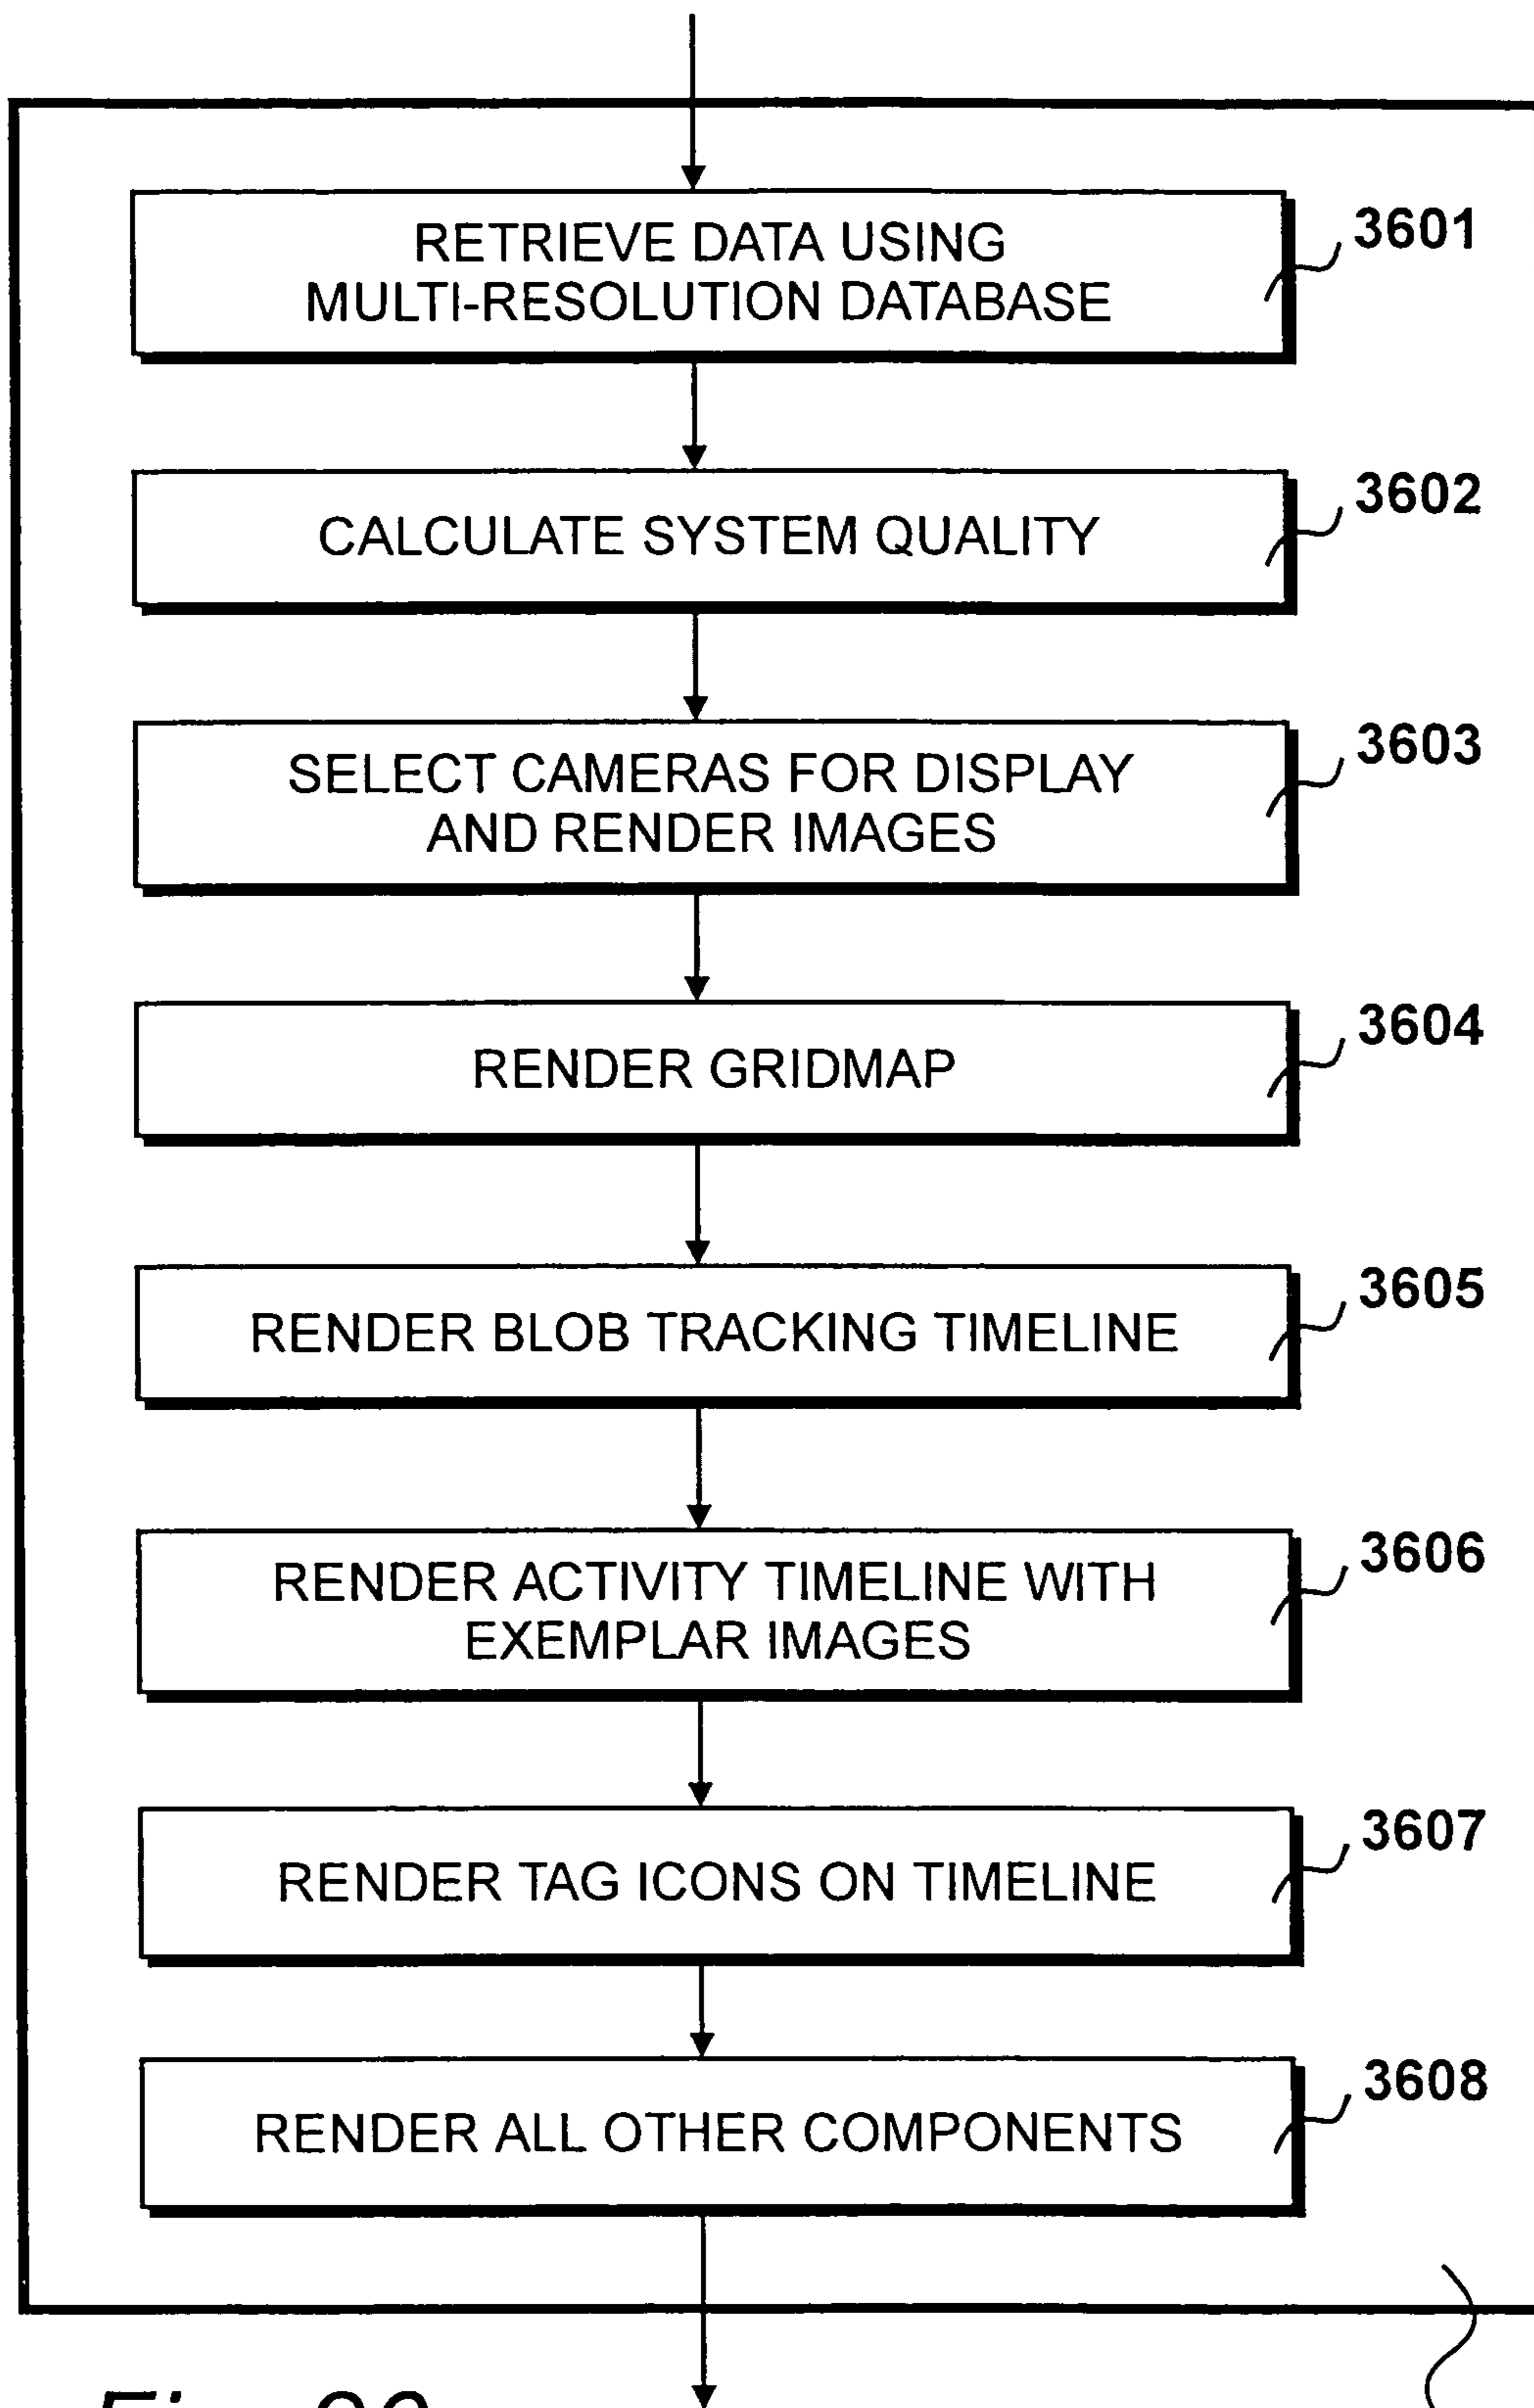 RETRIEVE DATA USING
MULTI-RESOLUTION DATABASE
3601
CALCULATE SYSTEM QUALITY
3602
SELECT CAMERAS FOR DISPLAY
AND RENDER IMAGES
3603
RENDER GRIDMAP
3604
RENDER BLOB TRACKING TIMELINE
3605
RENDER ACTIVITY TIMELINE WITH
EXEMPLAR IMAGES
3606
RENDER TAG ICONS ON TIMELINE
3607
RENDER ALL OTHER COMPONENTS
3608